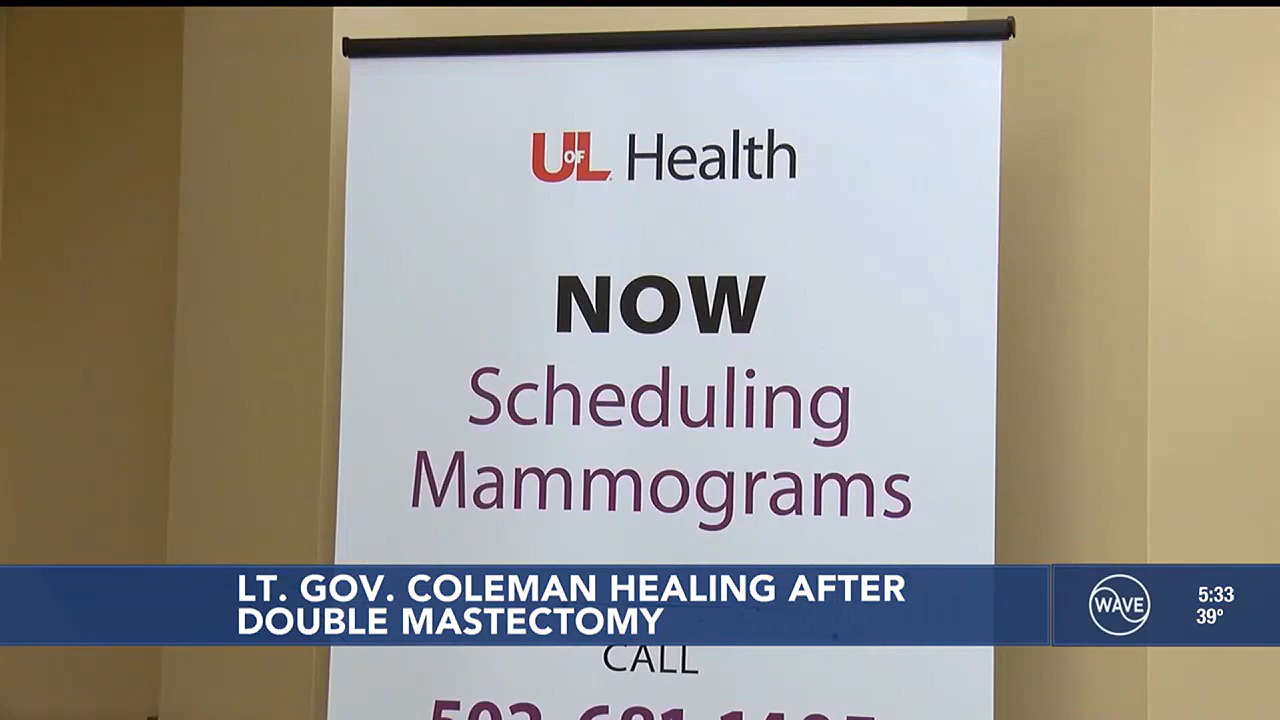 UOFL Health
NOW
Scheduling
Mammograms
LT. GOV. COLEMAN HEALING AFTER
DOUBLE MASTECTOMY
WAVE
5:33
39°
CALL